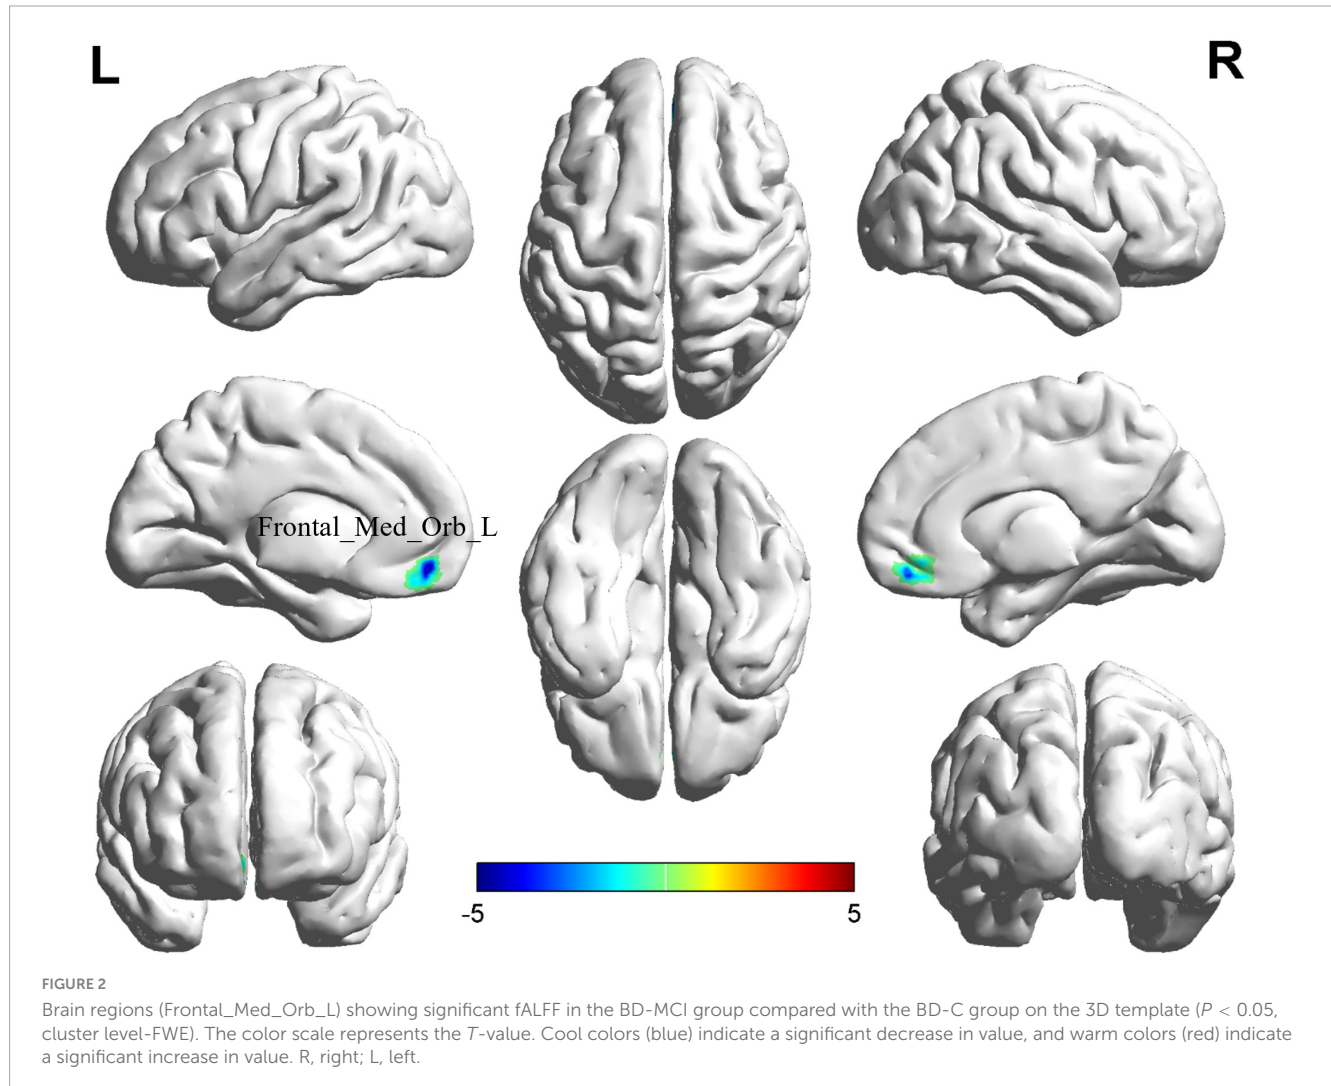 L
R
Frontal_Med_Orb_L
-5
5
FIGURE 2
Brain regions (Frontal_Med_Orb_L) showing significant fALFF in the BD-MCI group compared with the BD-C group on the 3D template (P < 0.05,
cluster level-FWE). The color scale represents the T-value. Cool colors (blue) indicate a significant decrease in value, and warm colors (red) indicate
a significant increase in value. R, right; L, left.